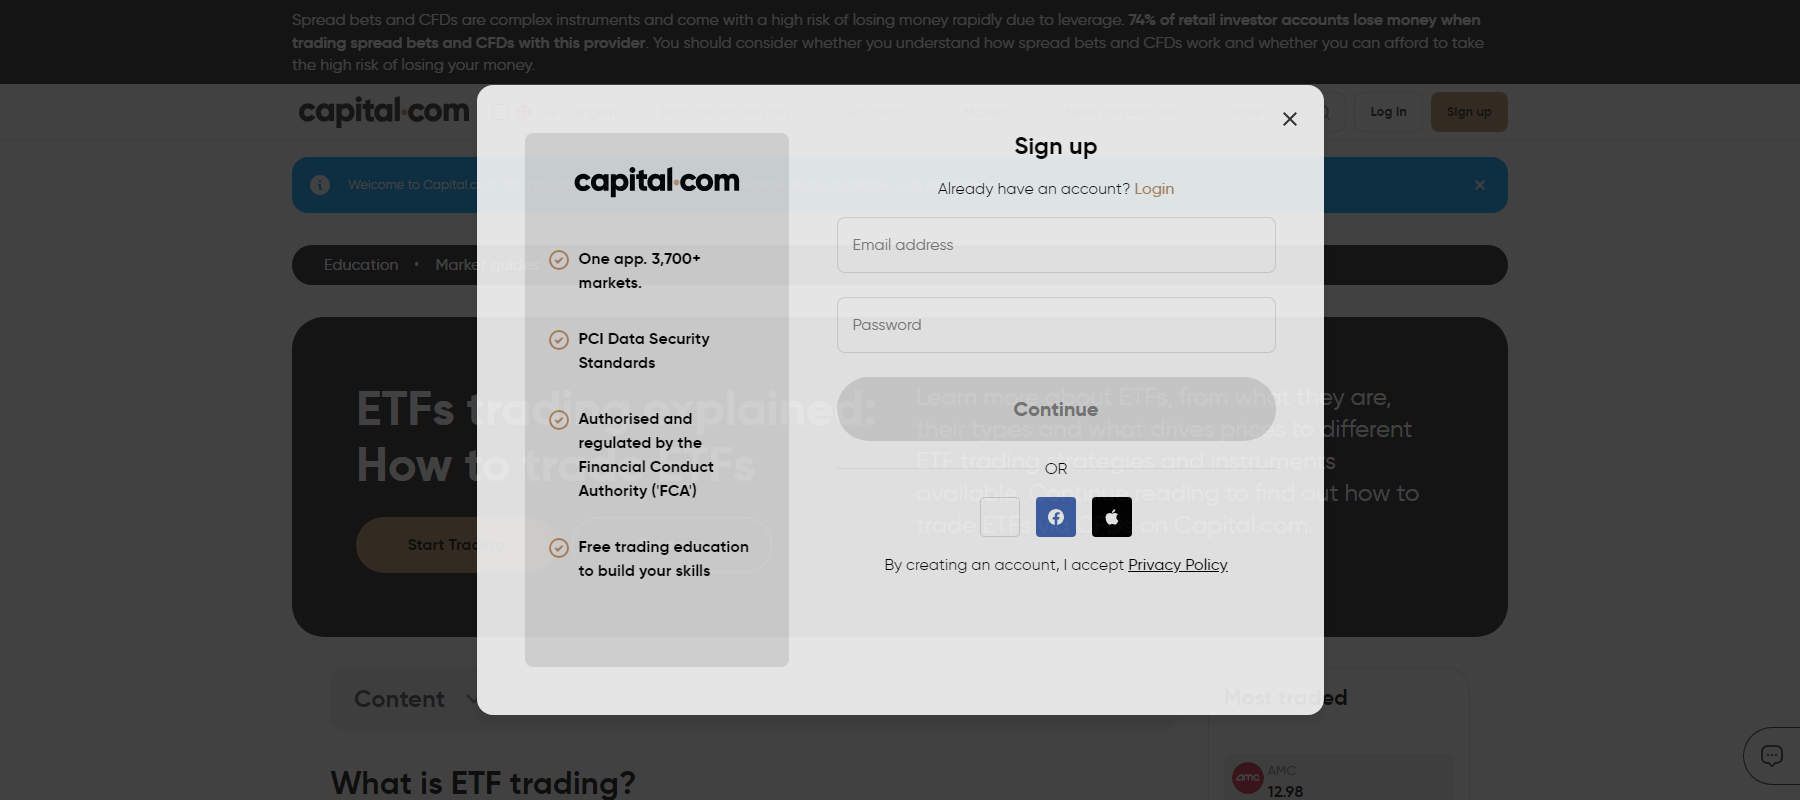 Spread bets and CFDs are complex instruments and come with a high risk of losing money rapidly due to leverage. 74% of retail investor accounts lose money when
trading spread bets and CFDs with this provider. You should consider whether you understand how spread bets and CFDs work and whether you can afford to take
the high risk of losing your money.
capital.com
Log In
Sign up
Welcome to Capital.com
Education • Market guides
ETFs trading explained:
How to trade ETFs
Start Trading
Learn more about ETFs, from what they are,
their types and what drives prices to different
ETF trading strategies and instruments
available. Continue reading to find out how to
trade ETFs via CFDs on Capital.com.
capital.com
One app. 3,700+
markets.
PCI Data Security
Standards
Authorised and
regulated by the
Financial Conduct
Authority ('FCA')
Free trading education
to build your skills
Sign up
Already have an account? Login
Email address
Password
Continue
OR
By creating an account, I accept Privacy Policy
Content
Most traded
What is ETF trading?
amc
AMC
12.98